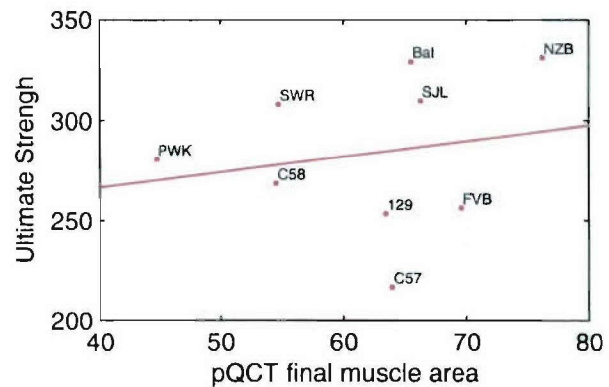 350
Bal
NZB
SWR
SJL
300
PWK
C58
250
129
FVB
C57
200
40
50
60
70
80
Ultimate Strengh
pQCT final muscle area